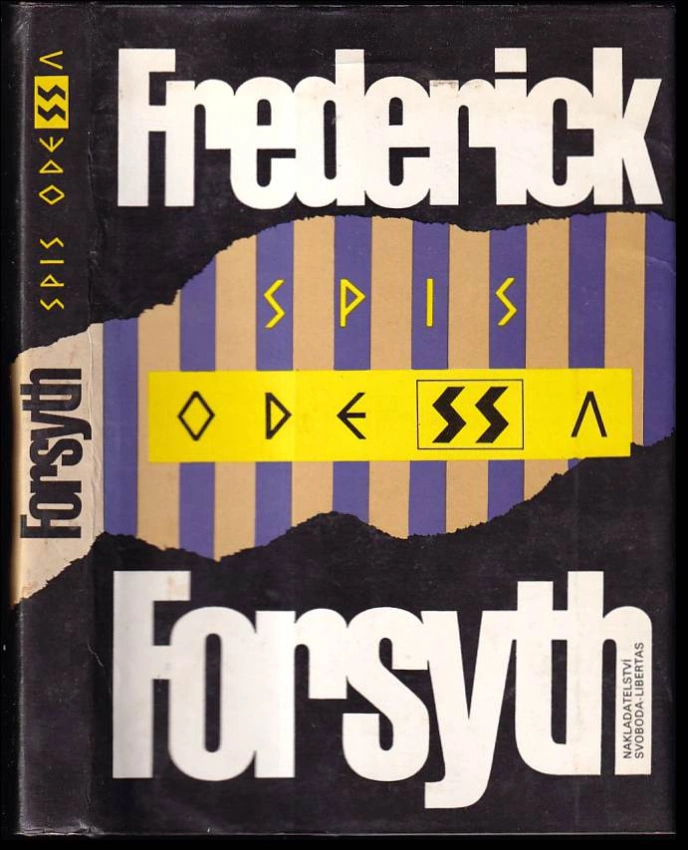 SPIS ODESSA
Forsyth
Frederick
SPIS
ODESSA
Forsyth
NAKLADATELSTVÍ
SVOBODA-LIBERTAS